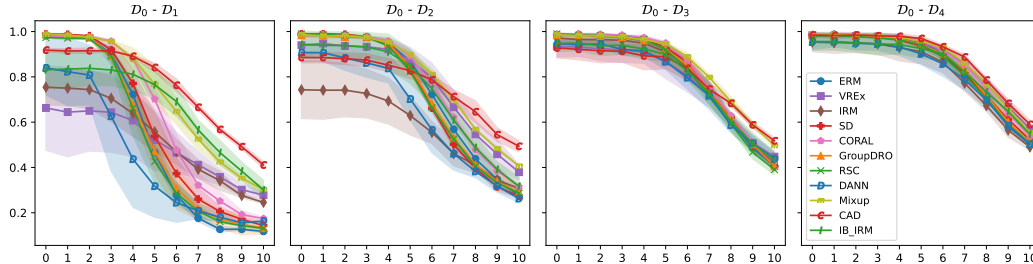 𝒟₀ - 𝒟₁ 𝒟₀ - 𝒟₂ 𝒟₀ - 𝒟₃ 𝒟₀ - 𝒟₄
1.0
0.8
0.6
0.4
0.2
ERM
VREx
IRM
SD
CORAL
GroupDRO
RSC
DANN
Mixup
CAD
IB_IRM
0 1 2 3 4 5 6 7 8 9 10 0 1 2 3 4 5 6 7 8 9 10 0 1 2 3 4 5 6 7 8 9 10 0 1 2 3 4 5 6 7 8 9 10